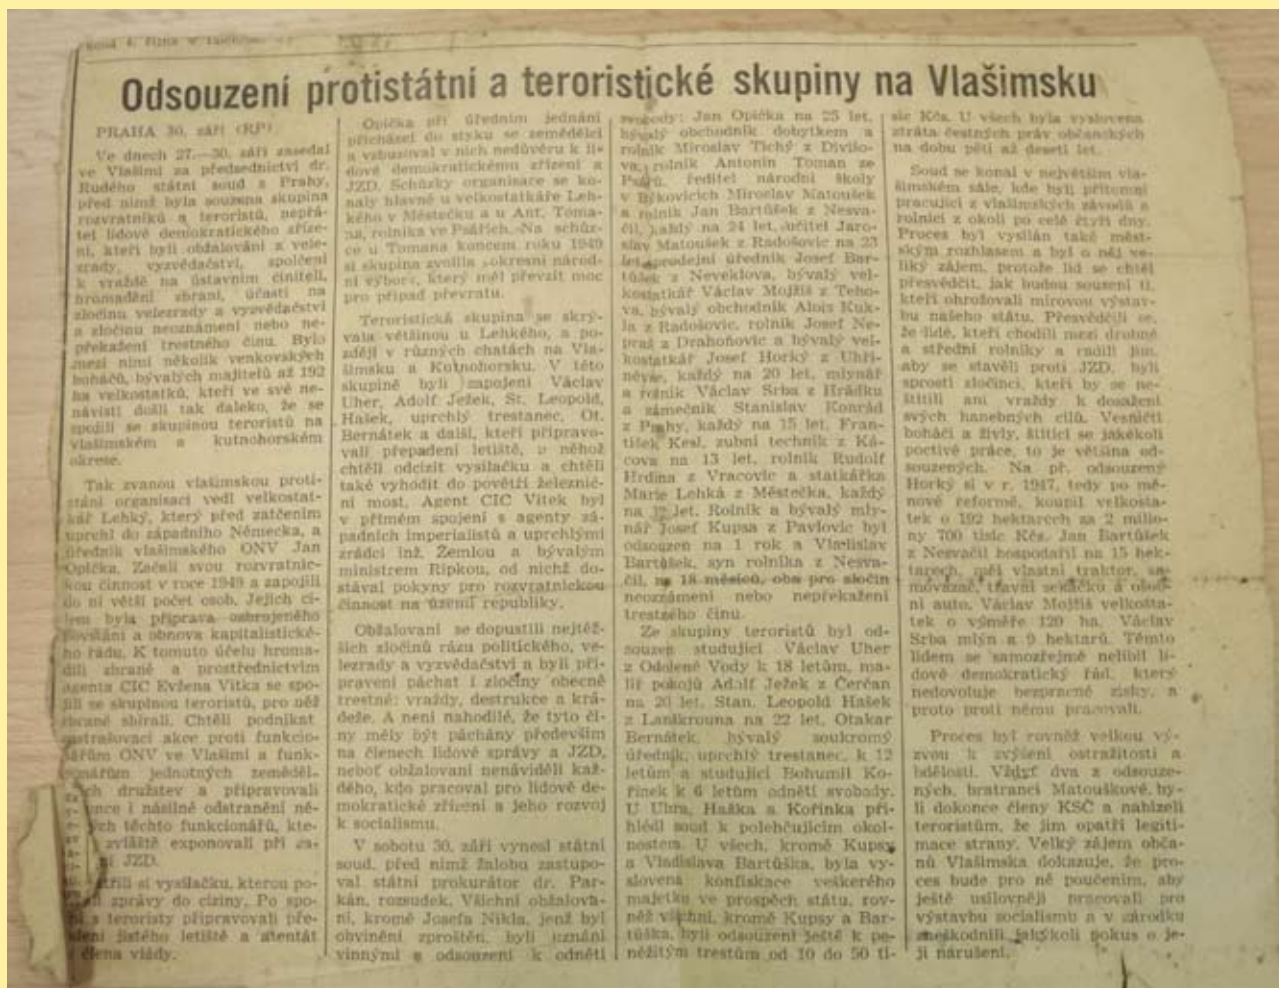 Odsouzení protistátní a teroristické skupiny na Vlašimsku
PRAHA 30. září (RP).
Ve dnech 27.—30. září zasedal
ve Vlašimi za předsednictví dr.
Rudého státní soud z Prahy,
před nímž byla souzena skupina
rozvratníků a teroristů, nepřá-
tel lidově demokratického zříze-
ní, kteří byli obžalováni z vele-
zrady, vyzvědačství, spolčení
k vraždě na ústavním činiteli,
hromadění zbraní, účasti na
zločinu velezrady a vyzvědačství
a zločinu neoznámení nebo ne-
překažení trestného činu. Bylo
mezi nimi několik venkovských
boháčů, bývalých majitelů až 192
ha velkostatků, kteří ve své ne-
návisti došli tak daleko, že se
spojili se skupinou teroristů na
vlašimském a kutnohorském
okrese.
Tak zvanou vlašimskou proti-
státní organisaci vedl velkostat-
kář Lehký, který před zatčením
uprchl do západního Německa, a
úředník vlašimského ONV Jan
Opička. Začali svou rozvratnic-
kou činnost v roce 1949 a zapojili
do ní větší počet osob. Jejich cí-
lem byla příprava ozbrojeného
povstání a obnova kapitalistické-
ho řádu. K tomuto účelu hroma-
dili zbraně a prostřednictvím
agenta CIC Evžena Vítka se spo-
jili se skupinou teroristů, pro něž
zbraně sbírali. Chtěli podnikat
zastrašovací akce proti funkcio-
nářům ONV ve Vlašimi a funk-
cionářům jednotných zeměděl-
ch družstev a připravovali
ence i násilné odstranění ně-
ých těchto funkcionářů, kte-
zvláště exponovali při za-
ní JZD.
třili si vysílačku, kterou po-
zprávy do ciziny. Po spo-
s teroristy připravovali pře-
dení jistého letiště a atentát
člena vlády.
Opička při úředním jednání
přicházel do styku se zemědělci
a vzbuzoval v nich nedůvěru k li-
dově demokratickému zřízení a
JZD. Schůzky organisace se ko-
naly hlavně u velkostatkáře Leh-
kého v Městečku a u Ant. Toma-
na, rolníka ve Psářích. Na schůz-
ce u Tomana koncem roku 1949
si skupina zvolila „okresní národ-
ní výbor“, který měl převzít moc
pro případ převratu.
Teroristická skupina se skrý-
vala většinou u Lehkého, a po-
zději v různých chatách na Vla-
šimsku a Kutnohorsku. V této
skupině byli zapojeni Václav
Uher, Adolf Ježek, St. Leopold,
Hašek, uprchlý trestanec, Ot.
Bernátek a další, kteří připravo-
vali přepadení letiště, z něhož
chtěli odcizit vysílačku a chtěli
také vyhodit do povětří železnič-
ní most. Agent CIC Vítek byl
v přímém spojení s agenty zá-
padních imperialistů a uprchlými
zrádci inž. Zemlou a bývalým
ministrem Ripkou, od nichž do-
stával pokyny pro rozvratnickou
činnost na území republiky.
Obžalovaní se dopustili nejtěž-
ších zločinů rázu politického, ve-
lezrady a vyzvědačství a byli při-
praveni páchat i zločiny obecně
trestné: vraždy, destrukce a krá-
deže. A není nahodilé, že tyto či-
ny měly být páchány především
na členech lidové správy a JZD,
neboť obžalovaní nenáviděli kaž-
dého, kdo pracoval pro lidově de-
mokratické zřízení a jeho rozvoj
k socialismu.
V sobotu 30. září vynesl státní
soud, před nímž žalobu zastupo-
val státní prokurátor dr. Par-
kán, rozsudek. Všichni obžalova-
ní, kromě Josefa Nikla, jenž byl
obvinění zproštěn, byli uznáni
vinnými a odsouzeni k odnětí
svobody: Jan Opička na 25 let,
bývalý obchodník dobytkem a
rolník Miroslav Tichý z Divišo-
va, rolník Antonín Toman ze
Psářů, ředitel národní školy
v Býkovicích Miroslav Matoušek
a rolník Jan Bartůšek z Nesva-
čil, každý na 24 let, učitel Jaro-
slav Matoušek z Radošovic na 23
let, prodejní úředník Josef Bar-
tůšek z Neveklova, bývalý vel-
kostatkář Václav Mojžíš z Teho-
va, bývalý obchodník Alois Kuk-
la z Radošovic, rolník Josef Ne-
praš z Drahoňovic a bývalý vel-
kostatkář Josef Horký z Uhří-
něvsi, každý na 20 let, mlynář
a rolník Václav Srba z Hrádku
a zámečník Stanislav Konrád
z Prahy, každý na 15 let, Fran-
tišek Kesl, zubní technik z Ká-
cova na 13 let, rolník Rudolf
Hrdina z Vracovic a statkářka
Marie Lehká z Městečka, každý
na 12 let. Rolník a bývalý mly-
nář Josef Kupsa z Pavlovic byl
odsouzen na 1 rok a Vladislav
Bartůšek, syn rolníka z Nesva-
čil, na 18 měsíců, oba pro zločin
neoznámení nebo nepřekažení
trestného činu.
Ze skupiny teroristů byl od-
souzen studující Václav Uher
z Odolené Vody k 18 letům, ma-
líř pokojů Adolf Ježek z Čerčan
na 20 let, Stan. Leopold Hašek
z Lanškrouna na 22 let, Otakar
Bernátek, bývalý soukromý
úředník, uprchlý trestanec, k 12
letům a studující Bohumil Ko-
řínek k 6 letům odnětí svobody.
U Uhra, Haška a Kořínka při-
hlédl soud k polehčujícím okol-
nostem. U všech, kromě Kupsy
a Vladislava Bartůška, byla vy-
slovena konfiskace veškerého
majetku ve prospěch státu, rov-
něž všichni, kromě Kupsy a Bar-
tůška, byli odsouzeni ještě k pe-
něžitým trestům od 10 do 50 ti-
síc Kčs. U všech byla vyslovena
ztráta čestných práv občanských
na dobu pěti až deseti let.
Soud se konal v největším vla-
šimském sále, kde byli přítomni
pracující z vlašimských závodů a
rolníci z okolí po celé čtyři dny.
Proces byl vysílán také měst-
ským rozhlasem a byl o něj ve-
liký zájem, protože lid se chtěl
přesvědčit, jak budou souzeni ti,
kteří ohrožovali mírovou výstav-
bu našeho státu. Přesvědčili se,
že lidé, kteří chodili mezi drobné
a střední rolníky a radili jim,
aby se stavěli proti JZD, byli
sprostí zločinci, kteří by se ne-
štítili ani vraždy k dosažení
svých hanebných cílů. Vesničtí
boháči a živly, štítící se jakékoli
poctivé práce, to je většina od-
souzených. Na př. odsouzený
Horký si v r. 1947, tedy po mě-
nové reformě, koupil velkosta-
tek o 192 hektarech za 2 milio-
ny 700 tisíc Kčs. Jan Bartůšek
z Nesvačil hospodařil na 15 hek-
tarech, měl vlastní traktor, sa-
movazač, travní sekačku a osob-
ní auto. Václav Mojžíš velkosta-
tek o výměře 120 ha. Václav
Srba mlýn a 9 hektarů. Těmto
lidem se samozřejmě nelíbil li-
dově demokratický řád, který
nedovoluje bezpracné zisky, a
proto proti němu pracovali.
Proces byl rovněž velkou vý-
zvou k zvýšení ostražitosti a
bdělosti. Vždyť dva z odsouze-
ných, bratranci Matouškové, by-
li dokonce členy KSČ a nabízeli
teroristům, že jim opatří legiti-
mace strany. Velký zájem obča-
nů Vlašimska dokazuje, že pro-
ces bude pro ně poučením, aby
ještě usilovněji pracovali pro
výstavbu socialismu a v zárodku
zneškodnili jakýkoli pokus o je-
jí narušení.